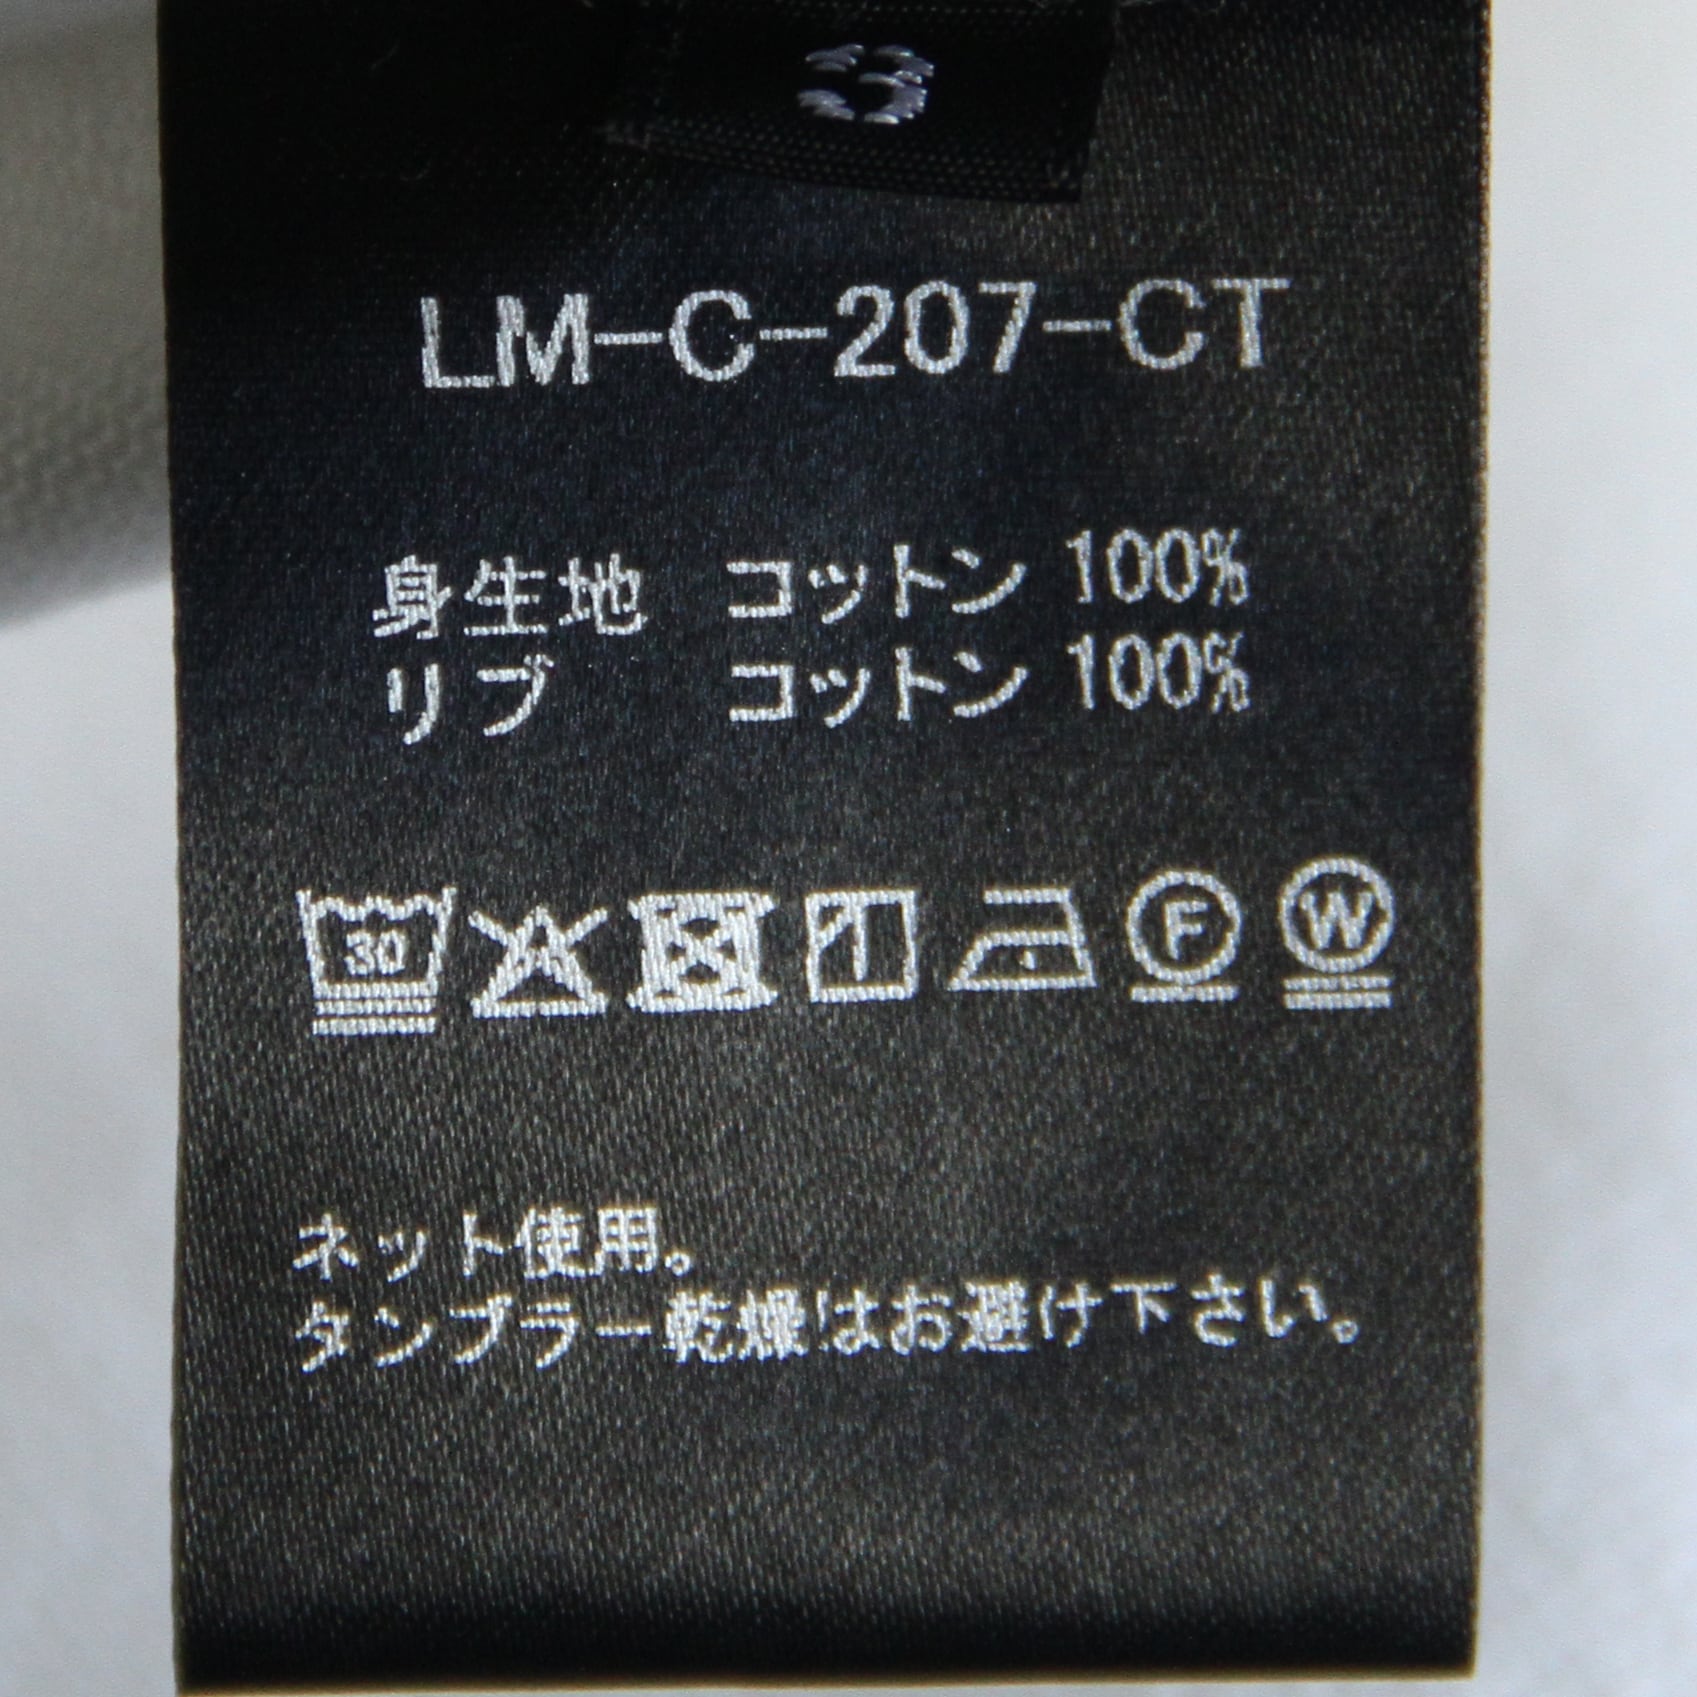 3
LM-C-207-CT
身生地 コットン 100%
リブ コットン 100%
30
F W
ネット使用。
タンブラー乾燥はお避け下さい。